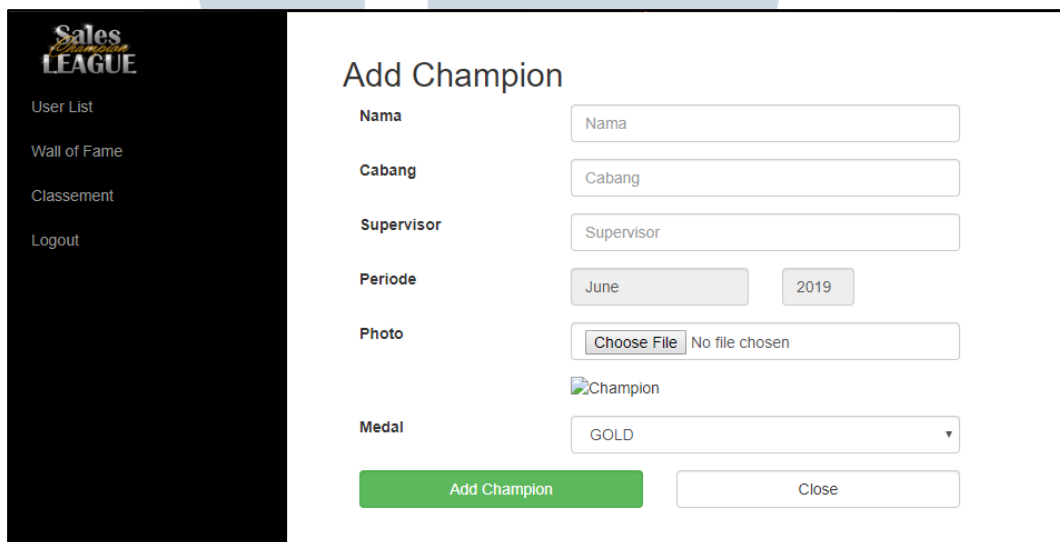 Sales
Champion
LEAGUE
User List
Wall of Fame
Classement
Logout
Add Champion
Nama Nama
Cabang Cabang
Supervisor Supervisor
Periode June 2019
Photo Choose File No file chosen
Champion
Medal GOLD
Add Champion Close